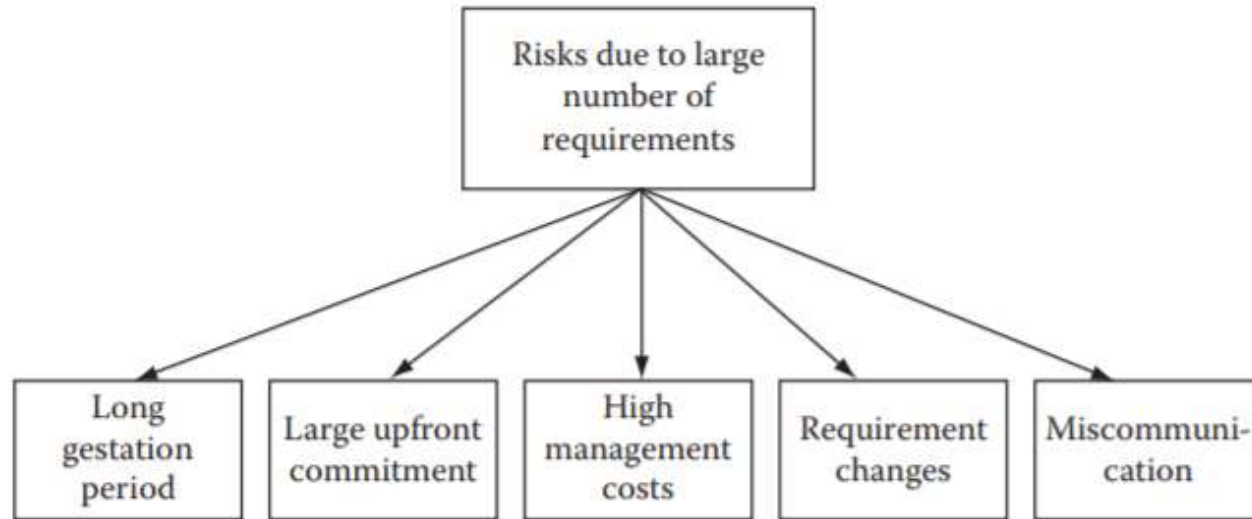 Risks due to large
number of
requirements
Long
gestation
period
Large upfront
commitment
High
management
costs
Requirement
changes
Miscommuni-
cation